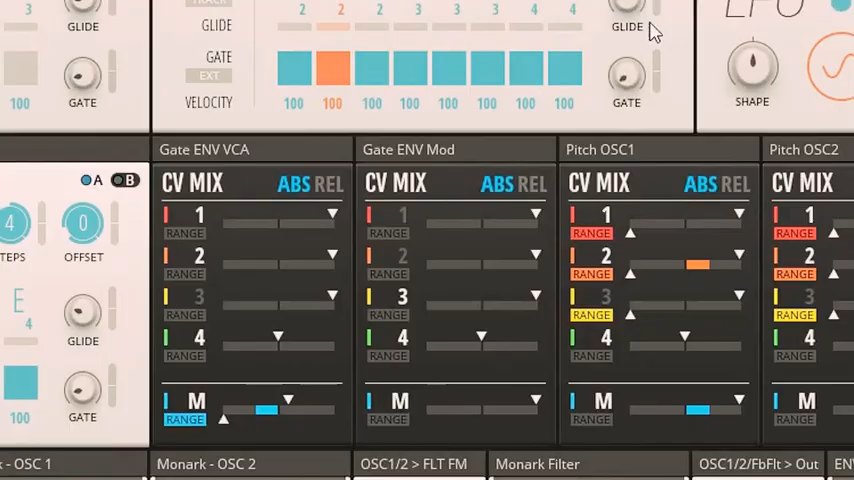 3 2 2 2 3 3 3 4 4
TRACK
GLIDE GLIDE GLIDE
GATE
EXT
GATE GATE SHAPE
100 VELOCITY 100 100 100 100 100 100 100 100
Gate ENV VCA Gate ENV Mod Pitch OSC1 Pitch OSC2
A B CV MIX ABS REL CV MIX ABS REL CV MIX ABS REL CV MIX
4 0 1 1 1 1
RANGE RANGE RANGE RANGE
TEPS OFFSET 2 2 2 2
RANGE RANGE RANGE RANGE
E 3 3 3 3
4 RANGE RANGE RANGE RANGE
GLIDE 4 4 4 4
RANGE RANGE RANGE RANGE
M M M M
100 GATE RANGE RANGE RANGE RANGE
k - OSC 1 Monark - OSC 2 OSC1/2 > FLT FM Monark Filter OSC1/2/FbFlt > Out ENV